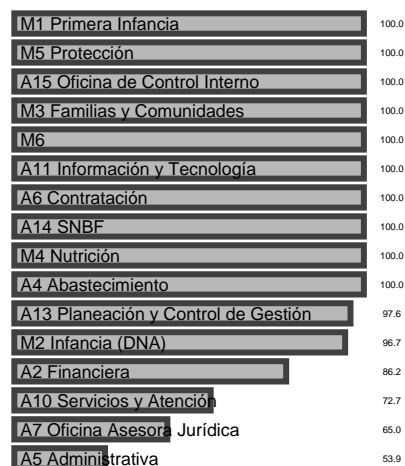 M1 Primera Infancia 100.0
M5 Protección 100.0
A15 Oficina de Control Interno 100.0
M3 Familias y Comunidades 100.0
M6 100.0
A11 Información y Tecnología 100.0
A6 Contratación 100.0
A14 SNBF 100.0
M4 Nutrición 100.0
A4 Abastecimiento 100.0
A13 Planeación y Control de Gestión 97.6
M2 Infancia (DNA) 96.7
A2 Financiera 86.2
A10 Servicios y Atención 72.7
A7 Oficina Asesora Jurídica 65.0
A5 Administrativa 53.9